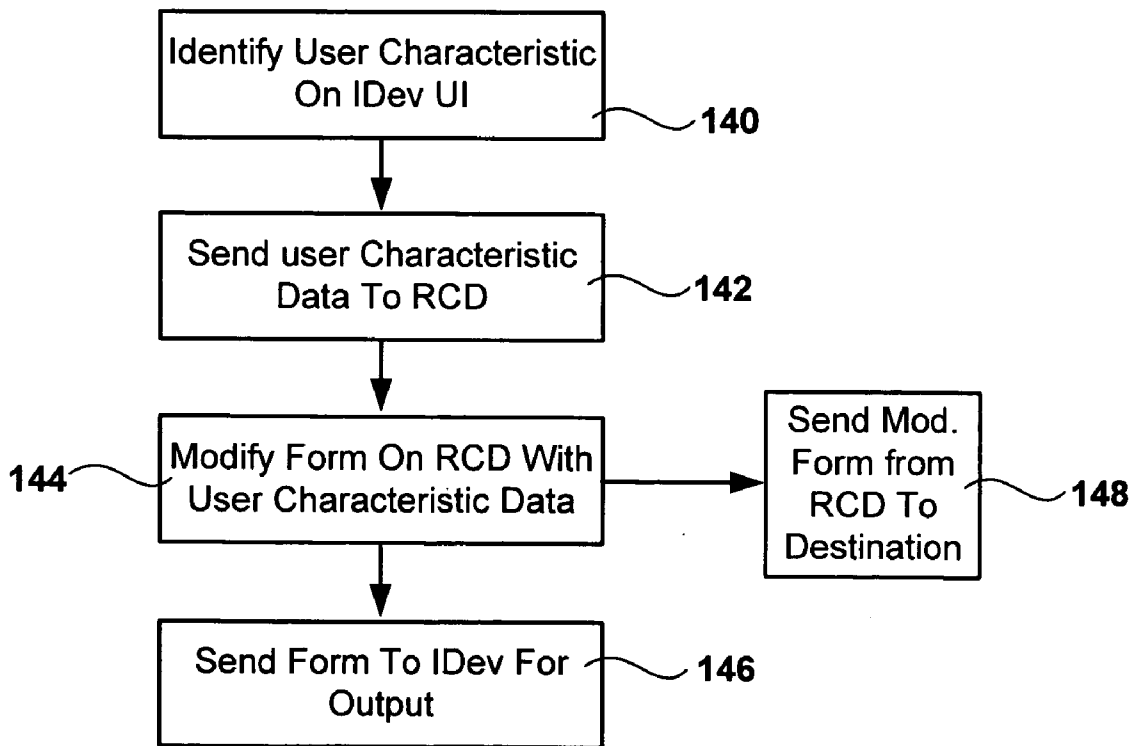 Identify User Characteristic
On IDev UI
140
Send user Characteristic
Data To RCD
142
144
Modify Form On RCD With
User Characteristic Data
Send Mod.
Form from
RCD To
Destination
148
Send Form To IDev For
Output
146